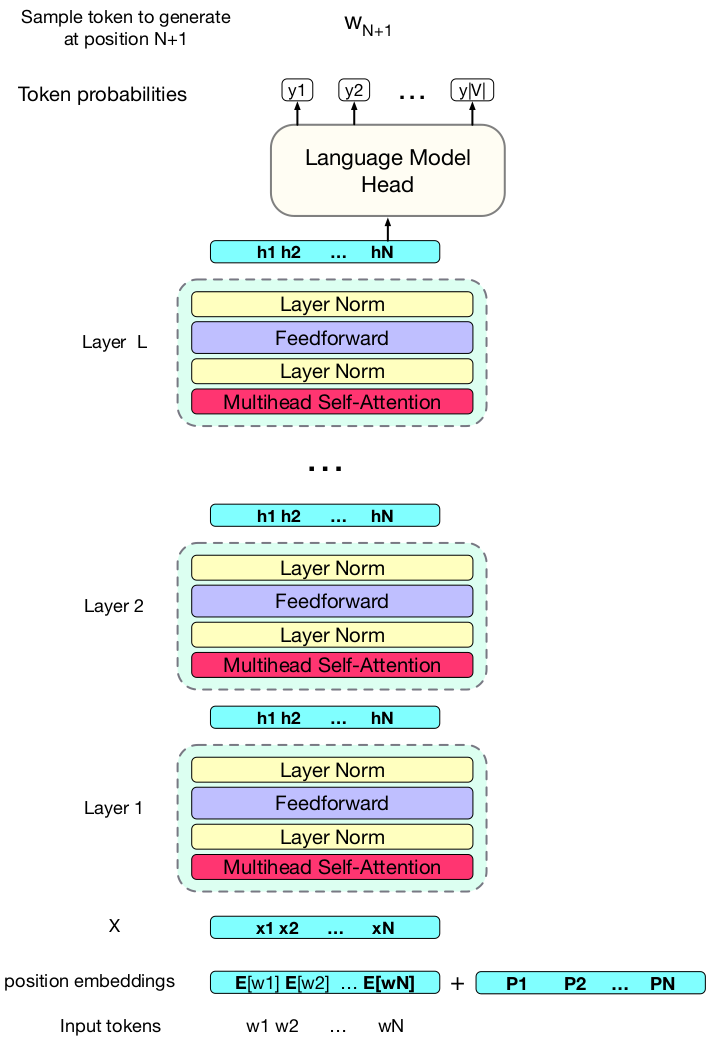 Sample token to generate
at position N+1
w_{N+1}
Token probabilities
y1 y2 ... y|V|
Language Model
Head
h1 h2 ... hN
Layer Norm
Feedforward
Layer L
Layer Norm
Multihead Self-Attention
...
h1 h2 ... hN
Layer Norm
Feedforward
Layer 2
Layer Norm
Multihead Self-Attention
h1 h2 ... hN
Layer Norm
Feedforward
Layer 1
Layer Norm
Multihead Self-Attention
X x1 x2 ... xN
position embeddings E[w1] E[w2] ... E[wN] + P1 P2 ... PN
Input tokens w1 w2 ... wN